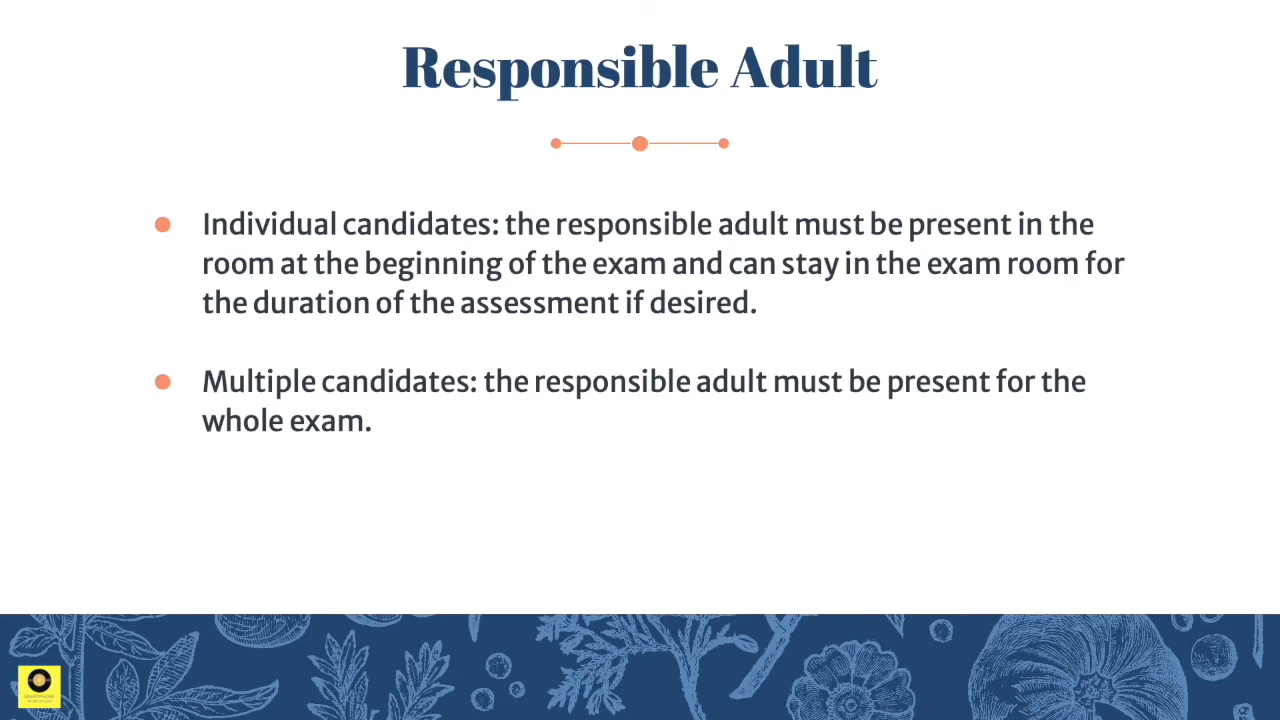 Responsible Adult
Individual candidates: the responsible adult must be present in the
room at the beginning of the exam and can stay in the exam room for
the duration of the assessment if desired.
Multiple candidates: the responsible adult must be present for the
whole exam.